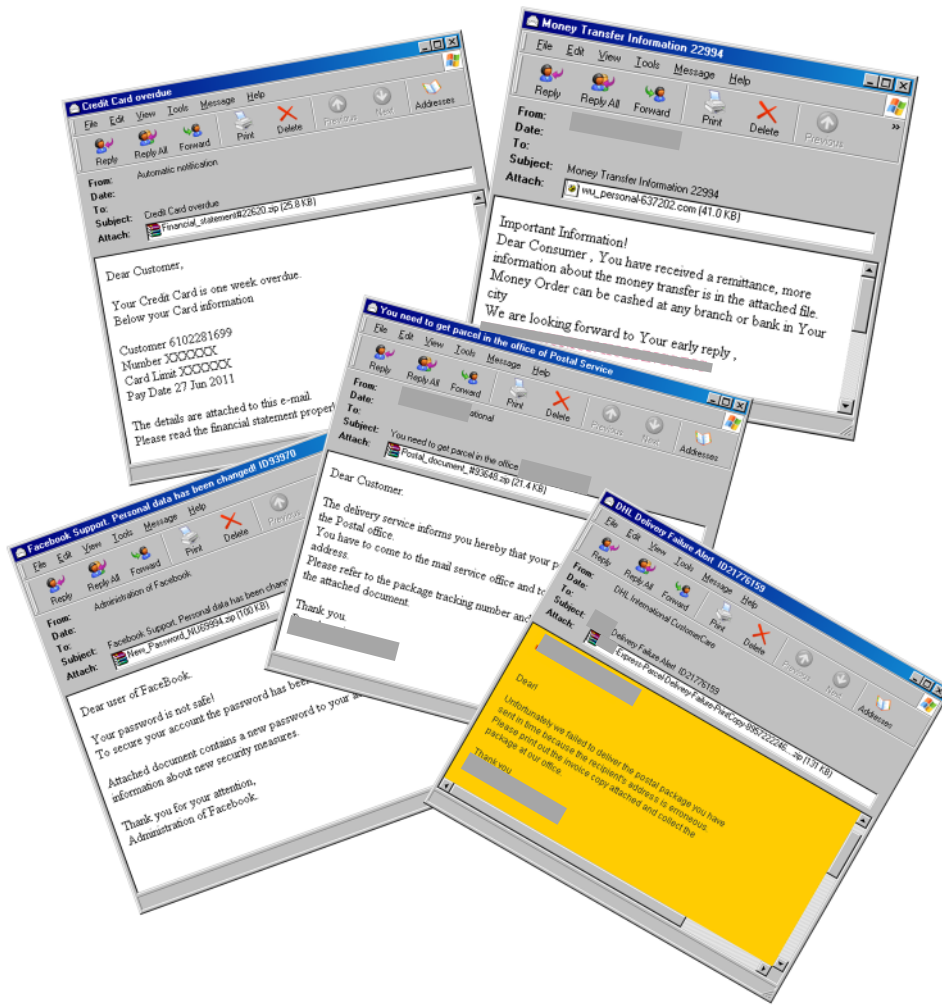 Credit Card overdue
File Edit View Tools Message Help
Reply Reply All Forward Print Delete Previous Next Addresses
From: Automatic notification
Date:
To:
Subject: Credit Card overdue
Attach: Financial_statement#22620.zip (25.8 KB)
Dear Customer,
Your Credit Card is one week overdue.
Below your Card information
Customer 6102281699
Number XXXXXX
Card Limit XXXXXX
Pay Date 27 Jun 2011
The details are attached to this e-mail
Please read the financial statement properl
Money Transfer Information 22994
File Edit View Tools Message Help
Reply Reply All Forward Print Delete Previous »
From:
Date:
To:
Subject: Money Transfer Information 22994
Attach: wu_personal-637202.com (41.0 KB)
Important Information!
Dear Consumer , You have received a remittance, more
information about the money transfer is in the attached file.
Money Order can be cashed at any branch or bank in Your
city
We are looking forward to Your early reply ,
You need to get parcel in the office of Postal Service
File Edit View Tools Message Help
Reply Reply All Forward Print Delete Previous Next Addresses
From: ational
Date:
To:
Subject: You need to get parcel in the office
Attach: Postal_document_#93648.zip (21.4 KB)
Dear Customer.
The delivery service informs you hereby that your p
the Postal office.
You have to come to the mail service office and to
address.
Please refer to the package tracking number and
the attached document.
Thank you.
Facebook Support. Personal data has been changed! ID93970
File Edit View Tools Message Help
Reply Reply All Forward Print Delete Previous
From: Administration of Facebook
Date:
To:
Subject: Facebook Support. Personal data has been chan
Attach: New_Password_NU69994.zip (100 KB)
Dear user of FaceBook.
Your password is not safe!
To secure your account the password has been
Attached document contains a new password to your a
information about new security measures.
Thank you for your attention,
Administration of Facebook.
DHL Delivery Failure Alert ID21776159
File Edit View Tools Message Help
Reply Reply All Forward Print Delete Previous Next Addresses
From: DHL International CustomerCare
Date:
To:
Subject: Delivery Failure Alert ID21776159
Attach: -Express-Parcel-Delivery-Failure-PrintCopy-8957222246....zip (131 KB)
Dear!
Unfortunately we failed to deliver the postal package you have
sent in time because the recipient's address is erroneous.
Please print out the invoice copy attached and collect the
package at our office.
Thank you